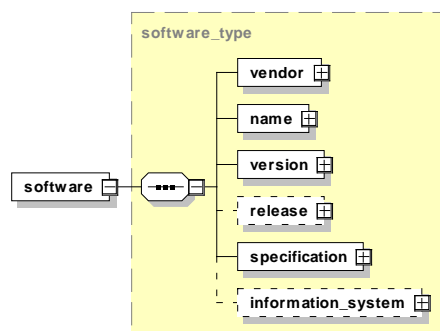 software_type
vendor
name
version
software
release
specification
information_system